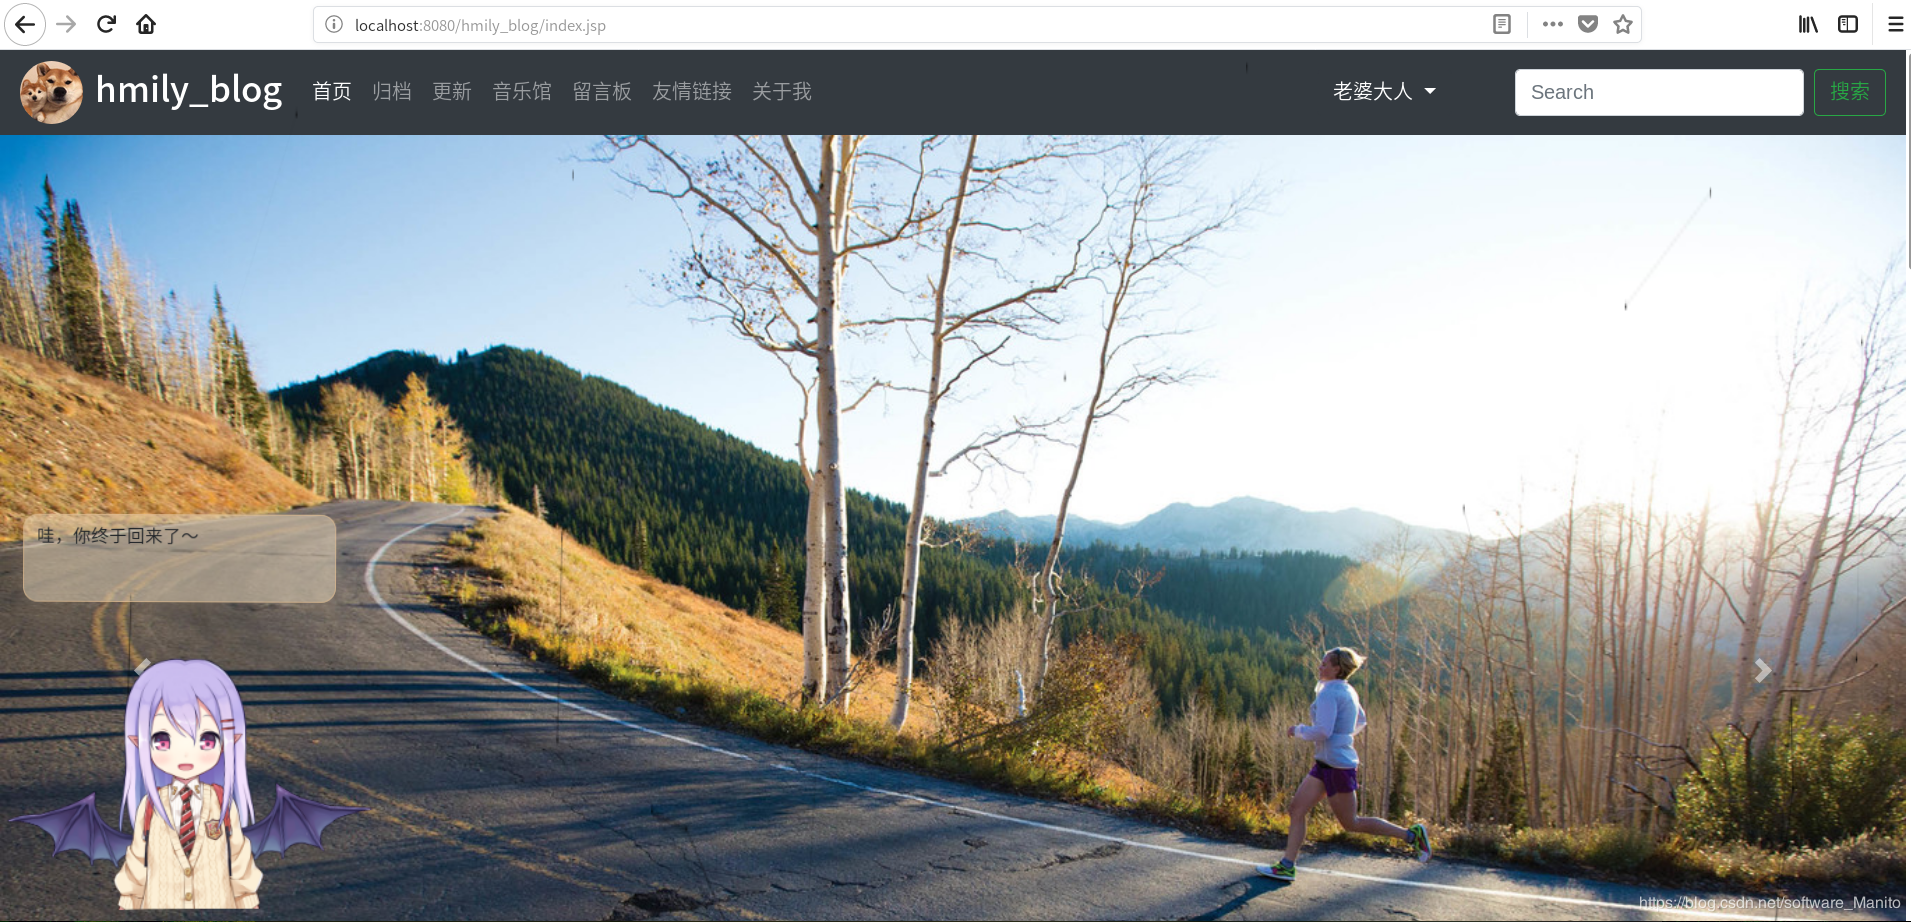 localhost:8080/hmily_blog/index.jsp
hmily_blog 首页 归档 更新 音乐馆 留言板 友情链接 关于我 老婆大人 Search 搜索
哇，你终于回来了～
https://blog.csdn.net/software_Manito